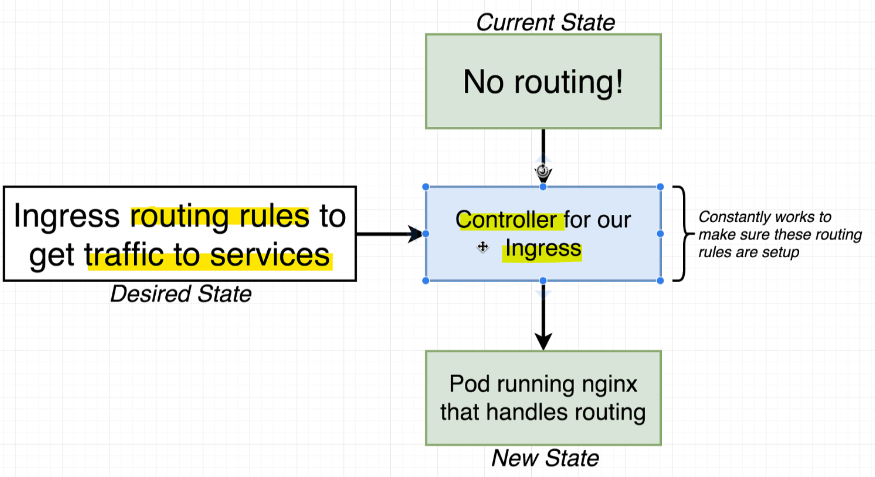 Current State
No routing!
Ingress routing rules to
get traffic to services
Desired State
Controller for our
Ingress
Constantly works to
make sure these routing
rules are setup
Pod running nginx
that handles routing
New State